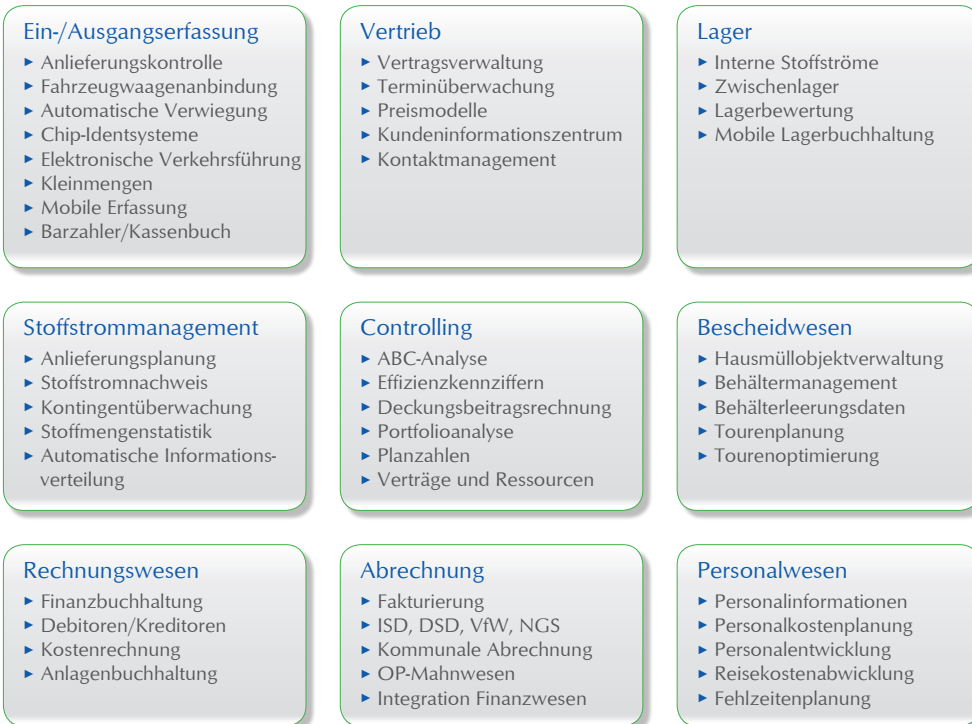 Ein-/Ausgangserfassung
► Anlieferungskontrolle
► Fahrzeugwaagenanbindung
► Automatische Verwiegung
► Chip-Identsysteme
► Elektronische Verkehrsführung
► Kleinmengen
► Mobile Erfassung
► Barzahler/Kassenbuch
Vertrieb
► Vertragsverwaltung
► Terminüberwachung
► Preismodelle
► Kundeninformationszentrum
► Kontaktmanagement
Lager
► Interne Stoffströme
► Zwischenlager
► Lagerbewertung
► Mobile Lagerbuchhaltung
Stoffstrommanagement
► Anlieferungsplanung
► Stoffstromnachweis
► Kontingentüberwachung
► Stoffmengenstatistik
► Automatische Informations-
verteilung
Controlling
► ABC-Analyse
► Effizienzkennziffern
► Deckungsbeitragsrechnung
► Portfolioanalyse
► Planzahlen
► Verträge und Ressourcen
Bescheidwesen
► Hausmüllobjektverwaltung
► Behältermanagement
► Behälterleerungsdaten
► Tourenplanung
► Tourenoptimierung
Rechnungswesen
► Finanzbuchhaltung
► Debitoren/Kreditoren
► Kostenrechnung
► Anlagenbuchhaltung
Abrechnung
► Fakturierung
► ISD, DSD, VfW, NGS
► Kommunale Abrechnung
► OP-Mahnwesen
► Integration Finanzwesen
Personalwesen
► Personalinformationen
► Personalkostenplanung
► Personalentwicklung
► Reisekostenabwicklung
► Fehlzeitenplanung